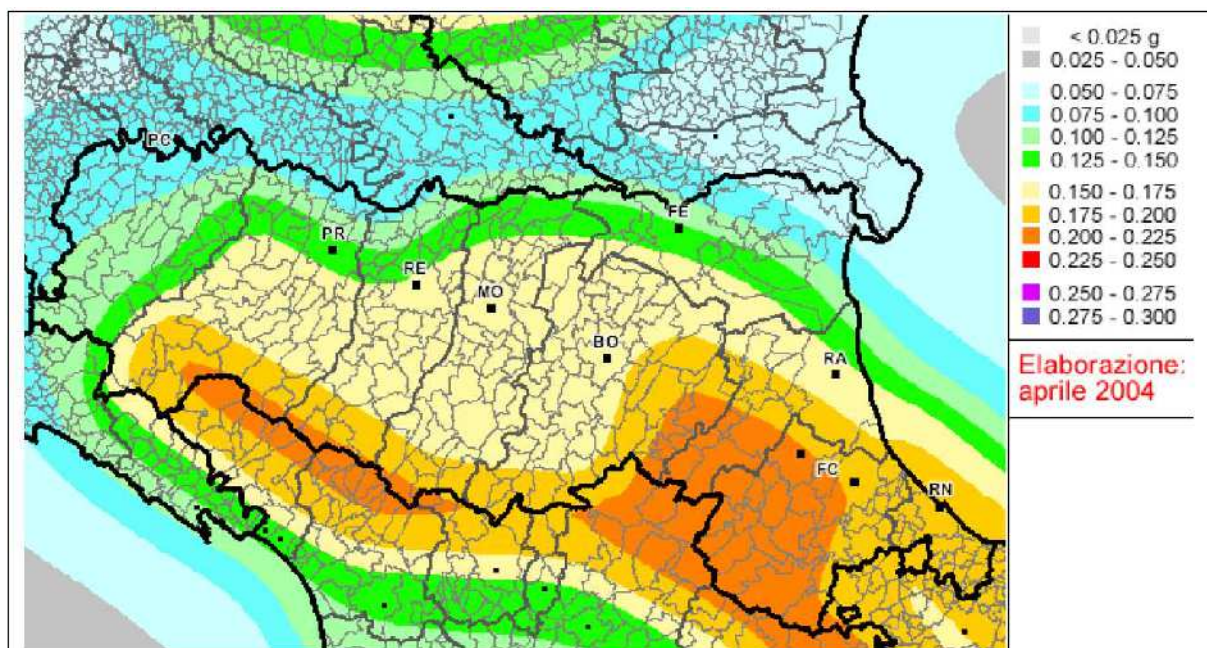 PC
PR
RE
MO
BO
FE
RA
FC
RN
< 0.025 g
0.025 - 0.050
0.050 - 0.075
0.075 - 0.100
0.100 - 0.125
0.125 - 0.150
0.150 - 0.175
0.175 - 0.200
0.200 - 0.225
0.225 - 0.250
0.250 - 0.275
0.275 - 0.300
Elaborazione:
aprile 2004